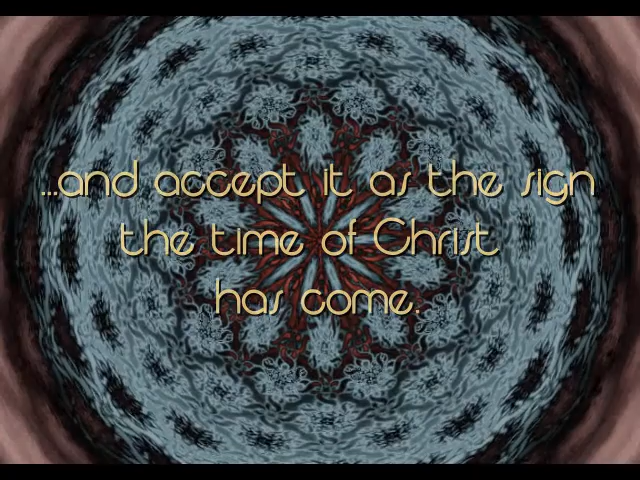 ...and accept it as the sign
the time of Christ
has come.